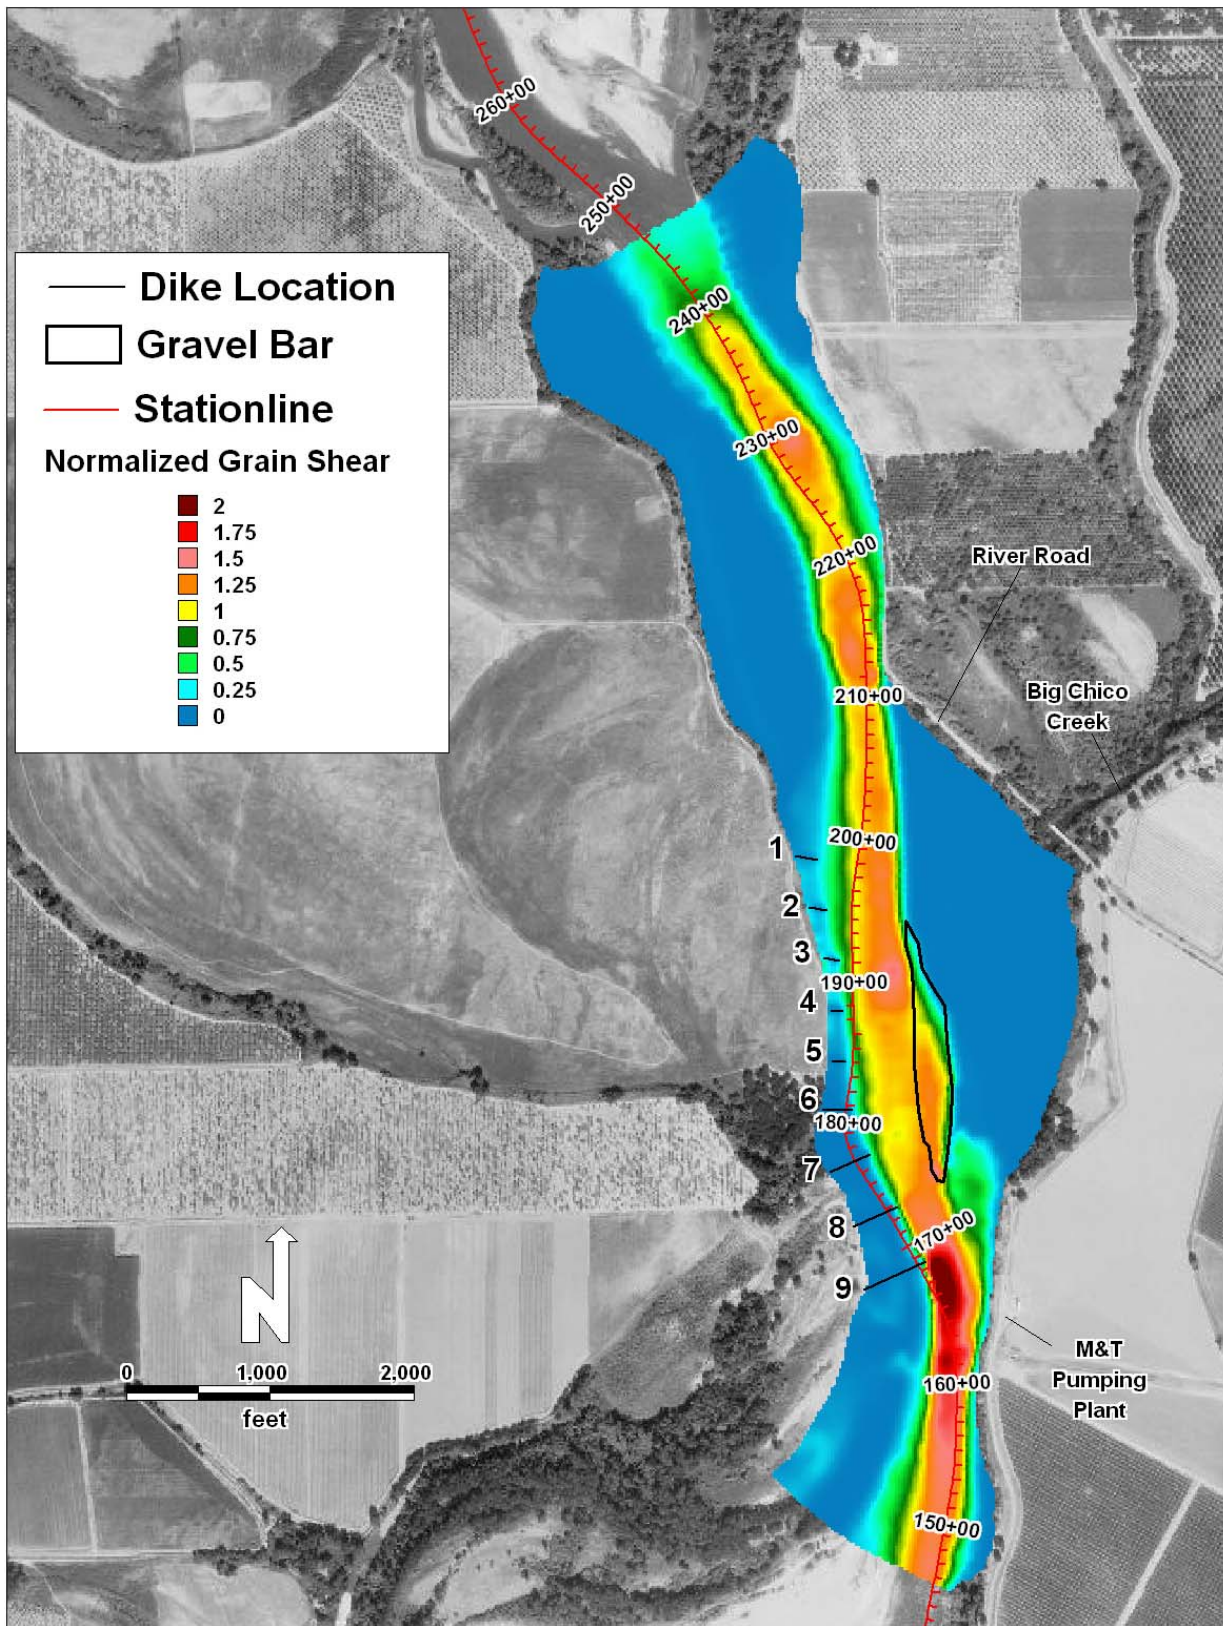 260+00
250+00
Dike Location
Gravel Bar
Stationline
Normalized Grain Shear
2
1.75
1.5
1.25
1
0.75
0.5
0.25
0
240+00
230+00
220+00
River Road
210+00
Big Chico
Creek
200+00
1
2
3
190+00
4
5
6
180+00
7
8
170+00
9
N
0
1,000
2,000
feet
M&T
Pumping
Plant
160+00
150+00